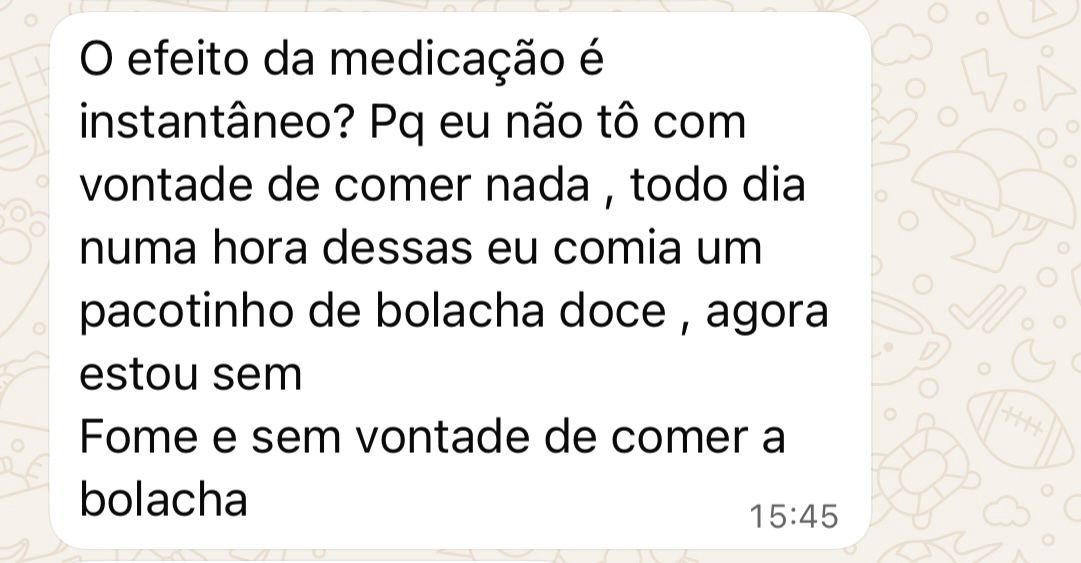 O efeito da medicação é
instantâneo? Pq eu não tô com
vontade de comer nada , todo dia
numa hora dessas eu comia um
pacotinho de bolacha doce , agora
estou sem
Fome e sem vontade de comer a
bolacha
15:45